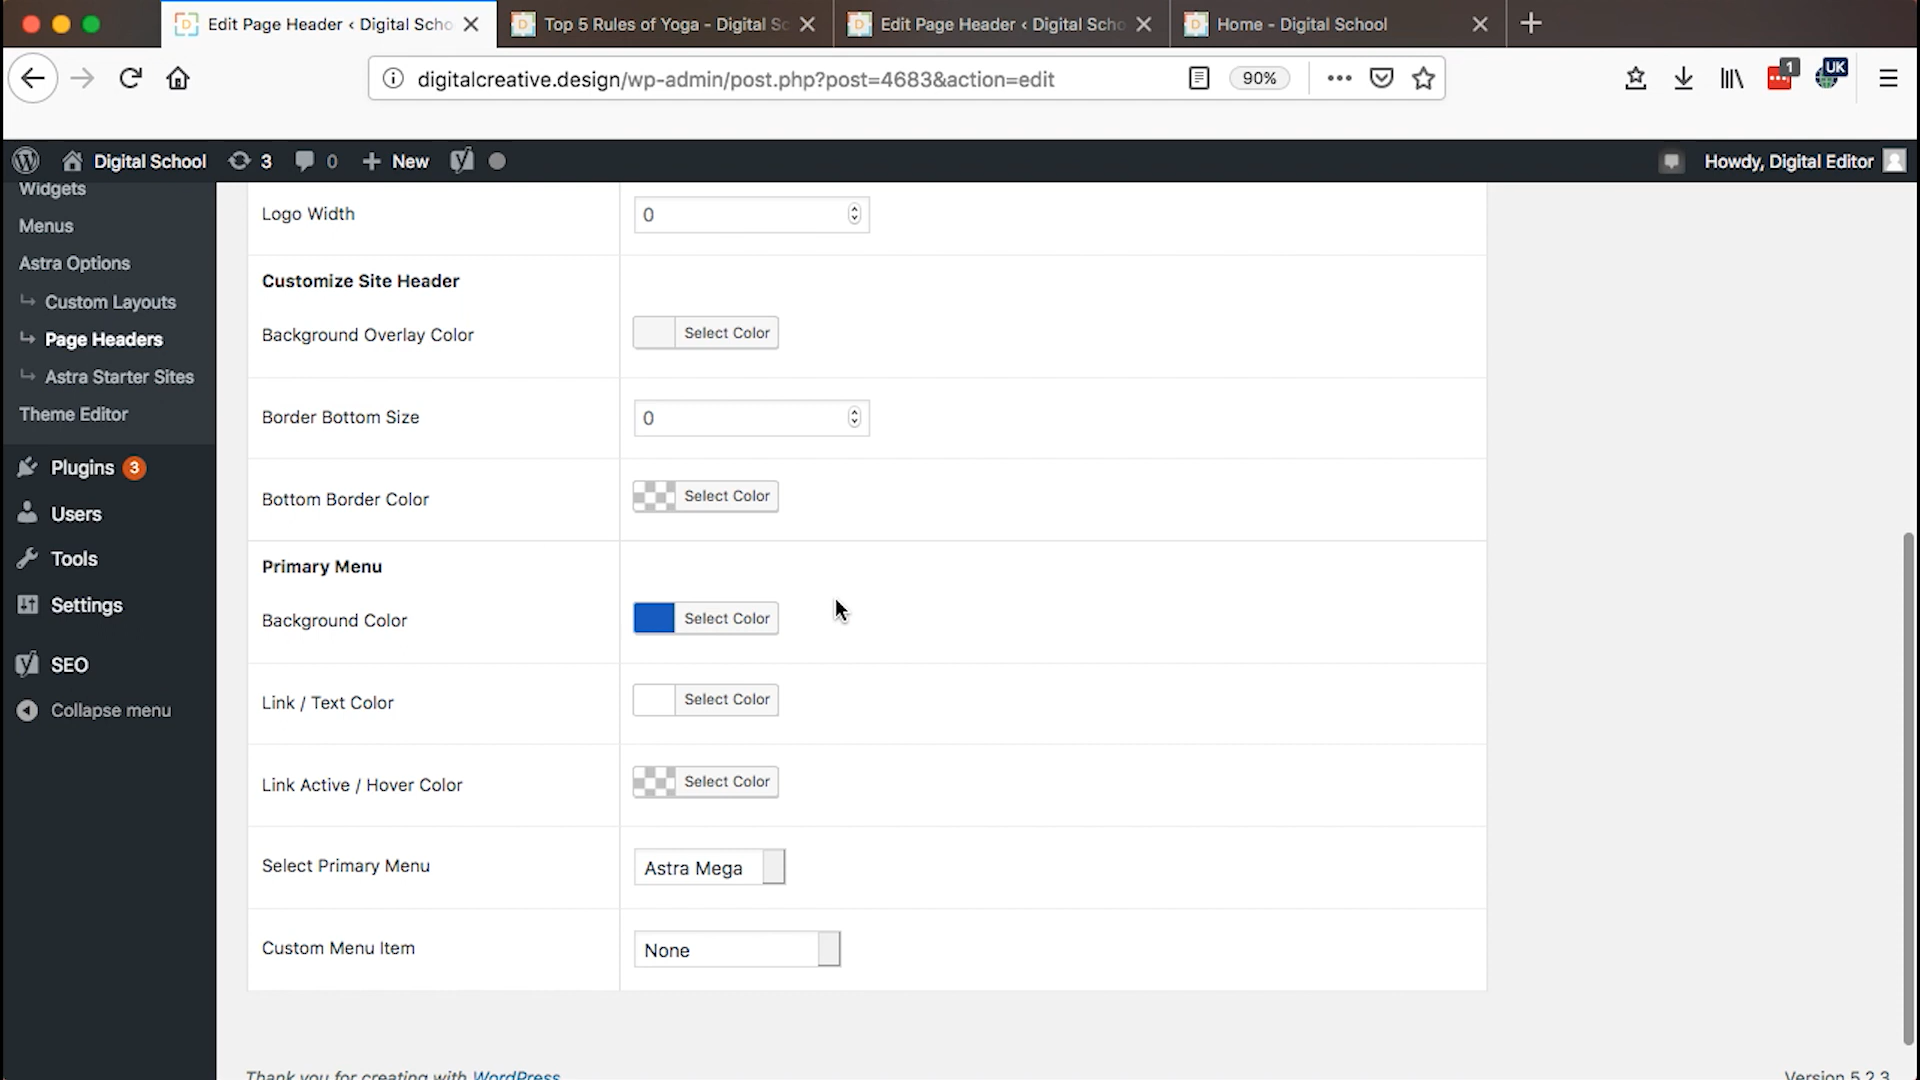 Edit Page Header ‹ Digital Scho
Top 5 Rules of Yoga - Digital Sc
Edit Page Header ‹ Digital Scho
Home - Digital School
digitalcreative.design/wp-admin/post.php?post=4683&action=edit
90%
1
UK
Digital School
3
0
New
Howdy, Digital Editor
Widgets
Menus
Astra Options
Custom Layouts
Page Headers
Astra Starter Sites
Theme Editor
Plugins 3
Users
Tools
Settings
SEO
Collapse menu
Logo Width
0
Customize Site Header
Background Overlay Color
Select Color
Border Bottom Size
0
Bottom Border Color
Select Color
Primary Menu
Background Color
Select Color
Link / Text Color
Select Color
Link Active / Hover Color
Select Color
Select Primary Menu
Astra Mega
Custom Menu Item
None
Thank you for creating with WordPress
Version 5.2.3